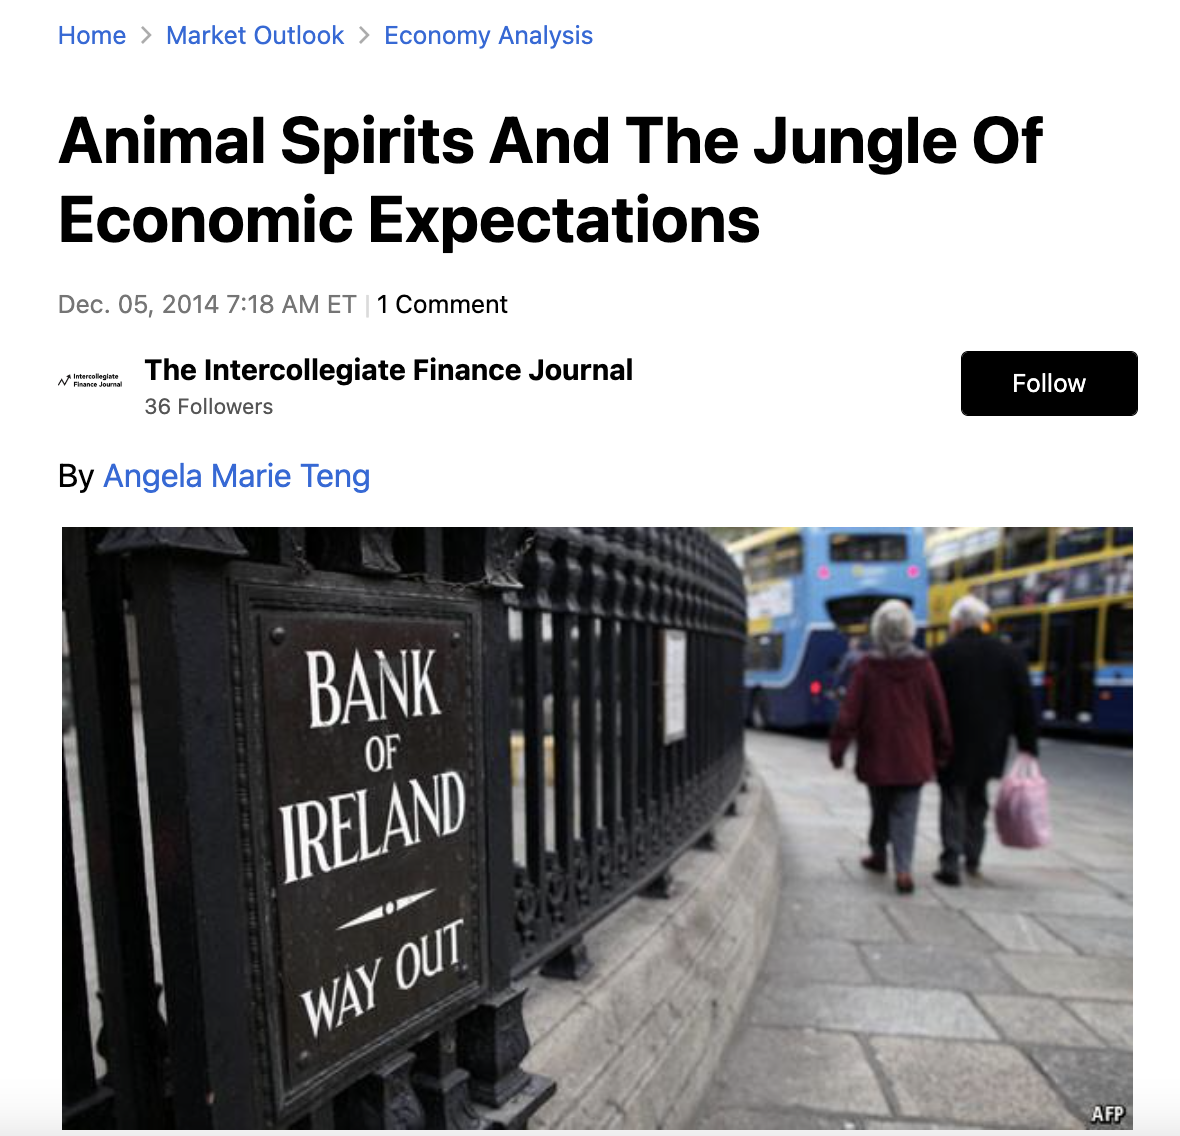 Home > Market Outlook > Economy Analysis
Animal Spirits And The Jungle Of
Economic Expectations
Dec. 05, 2014 7:18 AM ET | 1 Comment
Intercollegiate
Finance Journal
The Intercollegiate Finance Journal
36 Followers
Follow
By Angela Marie Teng
BANK
OF
IRELAND
WAY OUT
AFP